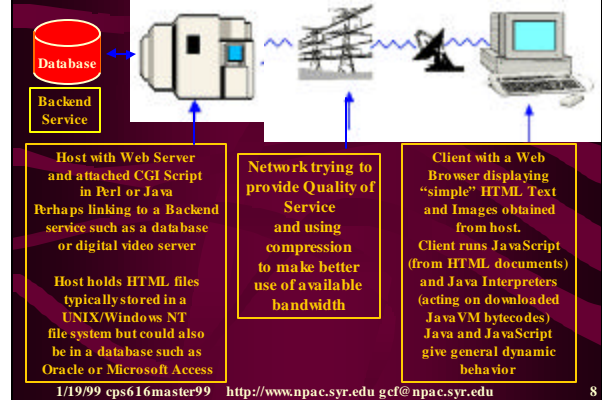 Database
Backend
Service
Host with Web Server
and attached CGI Script
in Perl or Java
Perhaps linking to a Backend
service such as a database
or digital video server
Host holds HTML files
typically stored in a
UNIX/Windows NT
file system but could also
be in a database such as
Oracle or Microsoft Access
Network trying to
provide Quality of
Service
and using
compression
to make better
use of available
bandwidth
Client with a Web
Browser displaying
“simple” HTML Text
and Images obtained
from host.
Client runs JavaScript
(from HTML documents)
and Java Interpreters
(acting on downloaded
JavaVM bytecodes)
Java and JavaScript
give general dynamic
behavior
1/19/99 cps616master99 http://www.npac.syr.edu gcf@npac.syr.edu 8